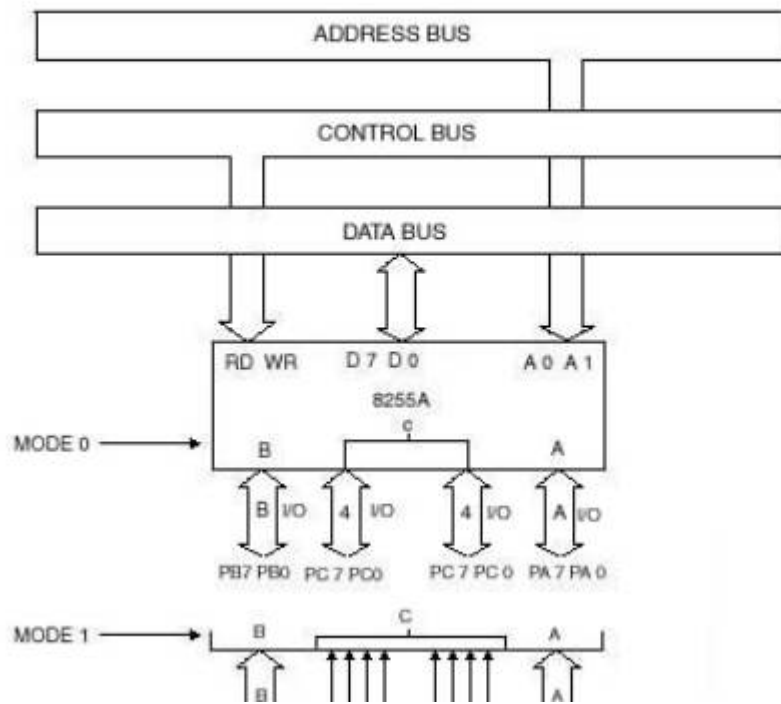 ADDRESS BUS
CONTROL BUS
DATA BUS
RD WR D 7 D 0 A 0 A 1
8255A
C
MODE 0
B A
B I/O 4 I/O 4 I/O A I/O
PB7 PB0 PC 7 PC0 PC 7 PC 0 PA 7 PA 0
C
MODE 1 B A
B A